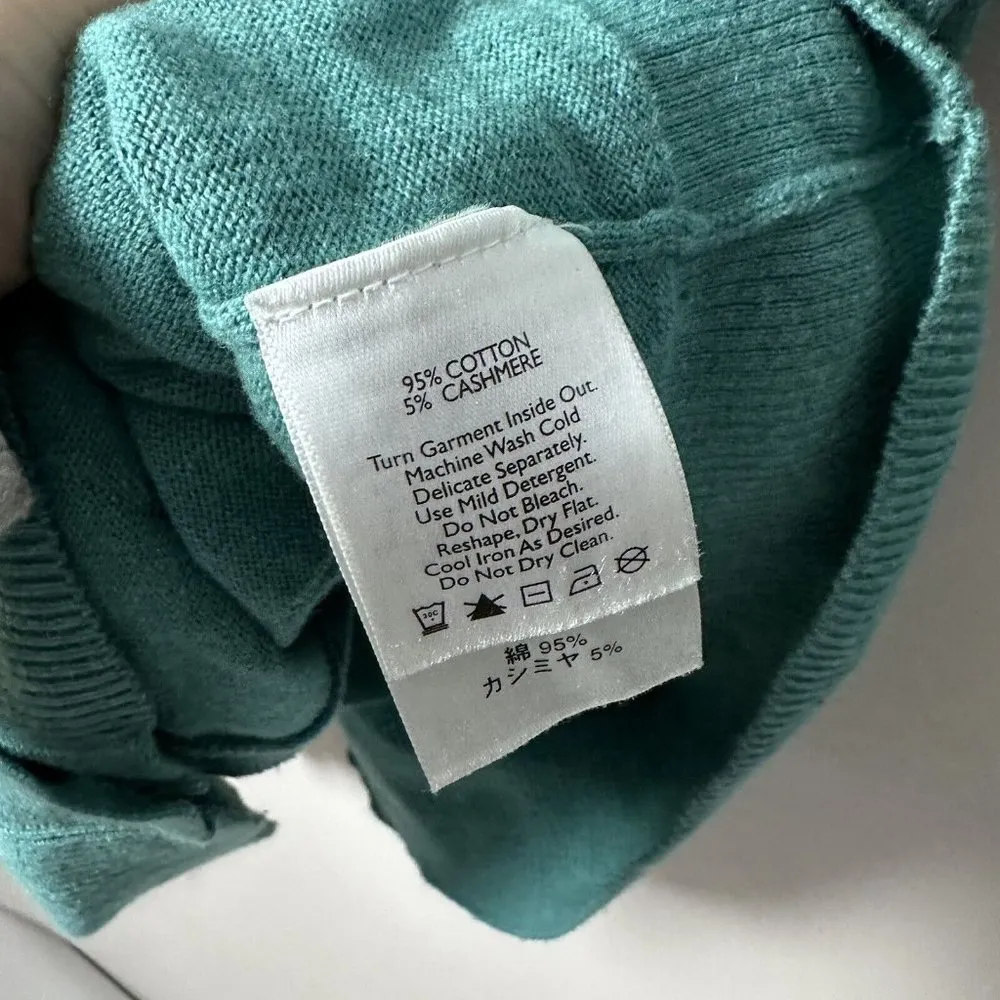 95% COTTON
5% CASHMERE
Turn Garment Inside Out.
Machine Wash Cold
Delicate Separately.
Use Mild Detergent.
Do Not Bleach.
Reshape, Dry Flat.
Cool Iron As Desired.
Do Not Dry Clean.
30C
綿 95%
カシミヤ 5%